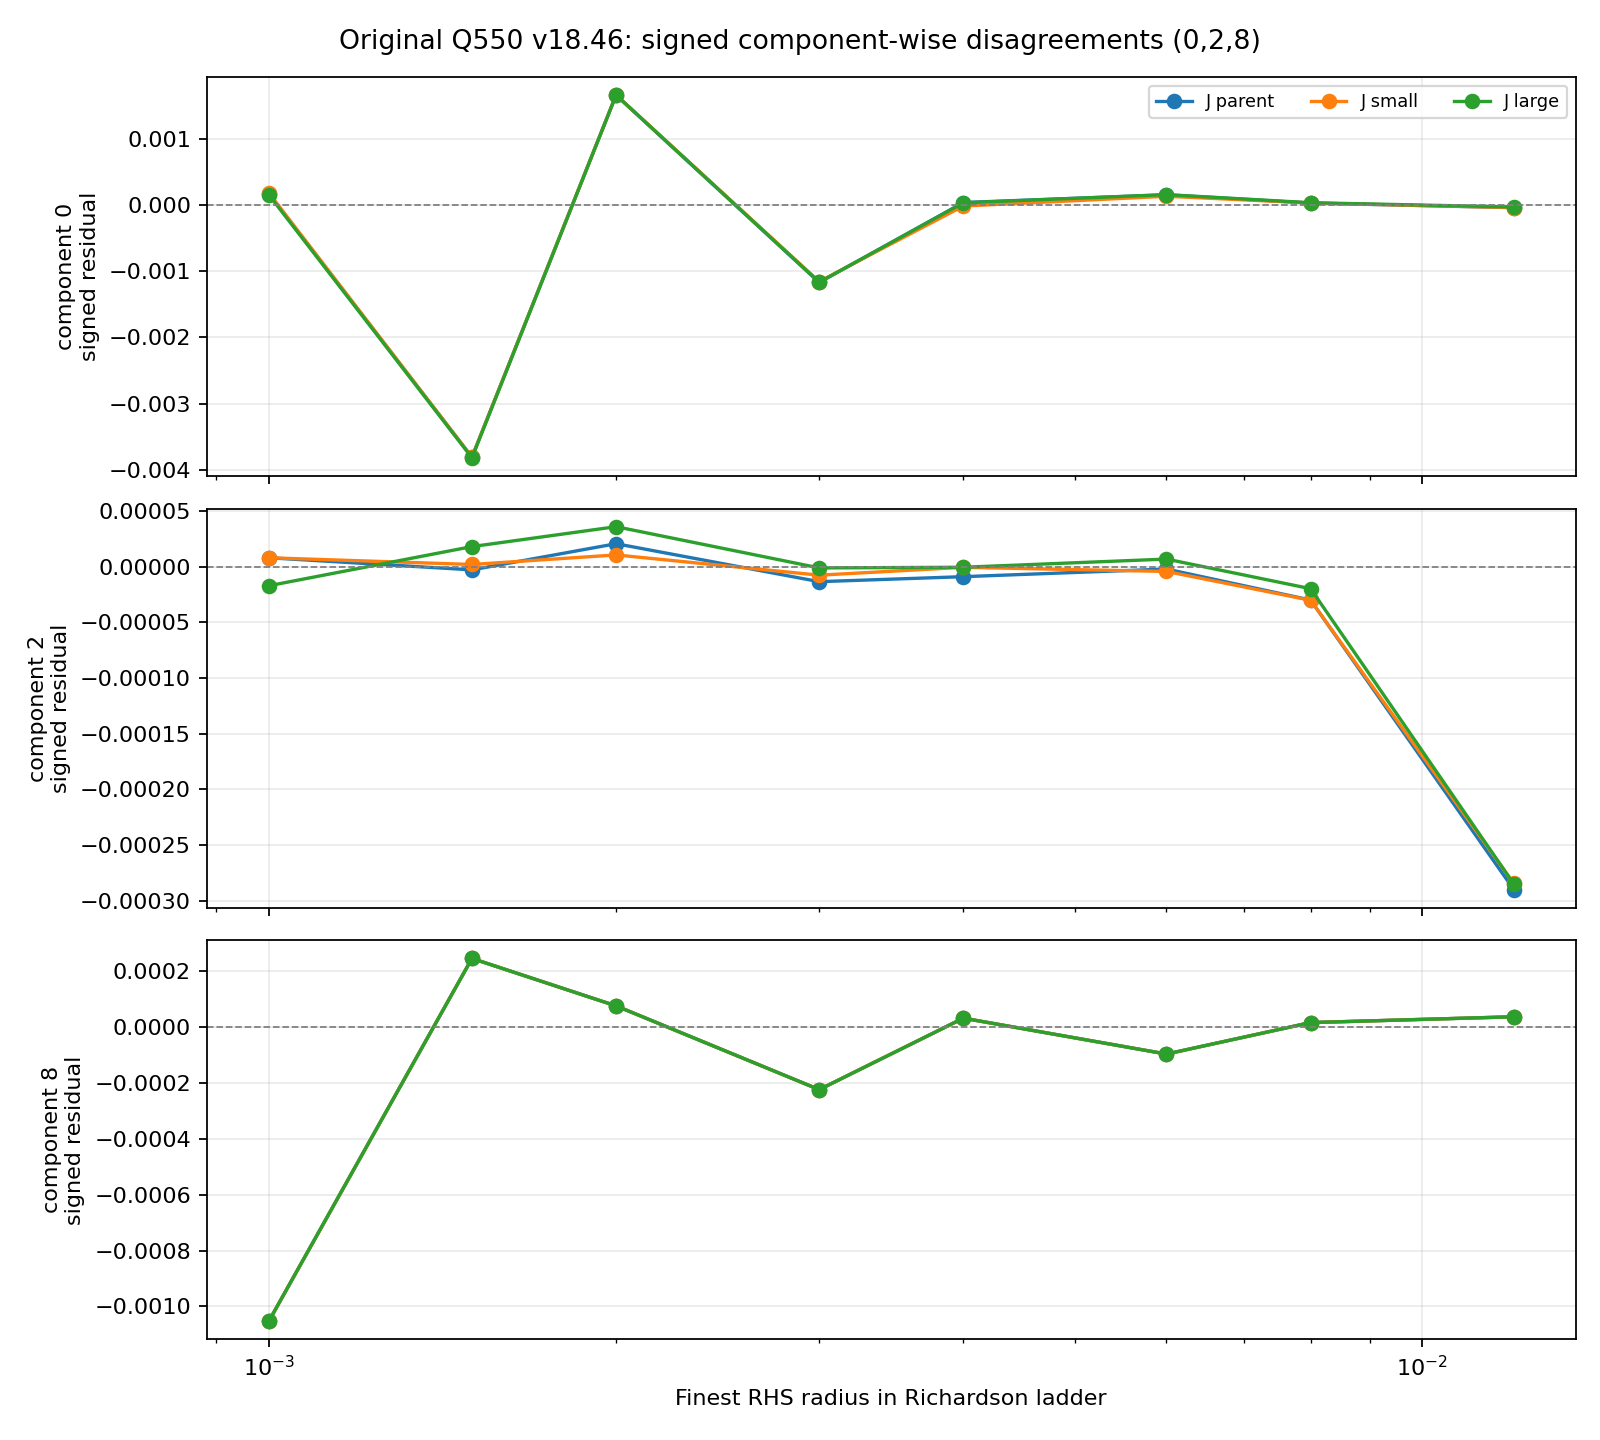 Original Q550 v18.46: signed component-wise disagreements (0,2,8)
J parent
J small
J large
component 0
signed residual
0.001
0.000
−0.001
−0.002
−0.003
−0.004
component 2
signed residual
0.00005
0.00000
−0.00005
−0.00010
−0.00015
−0.00020
−0.00025
−0.00030
component 8
signed residual
0.0002
0.0000
−0.0002
−0.0004
−0.0006
−0.0008
−0.0010
10⁻³
10⁻²
Finest RHS radius in Richardson ladder